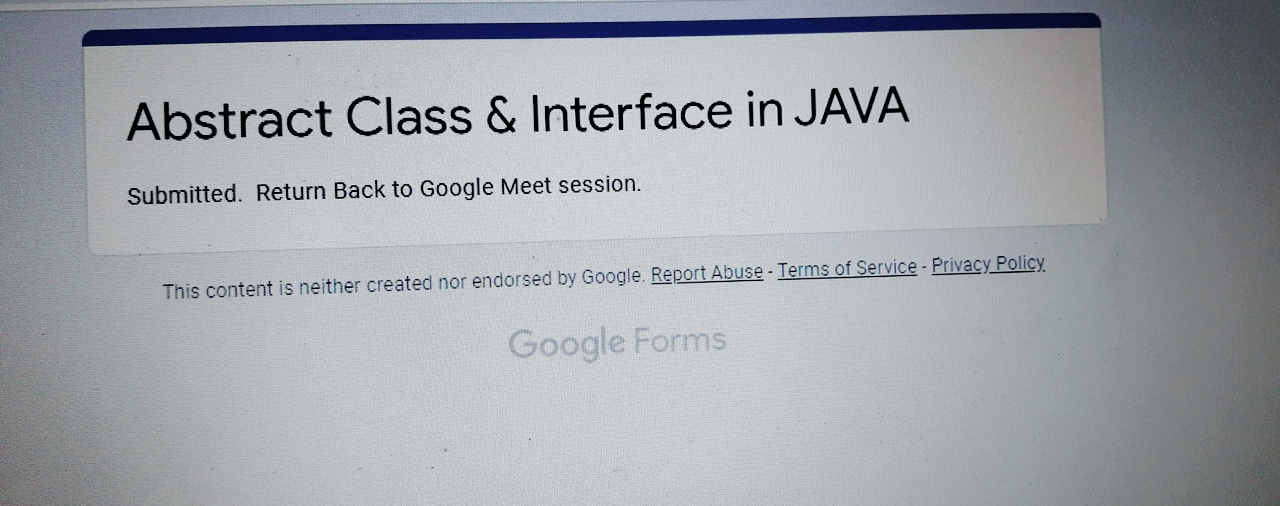 Abstract Class & Interface in JAVA
Submitted. Return Back to Google Meet session.
This content is neither created nor endorsed by Google. Report Abuse - Terms of Service - Privacy Policy
Google Forms